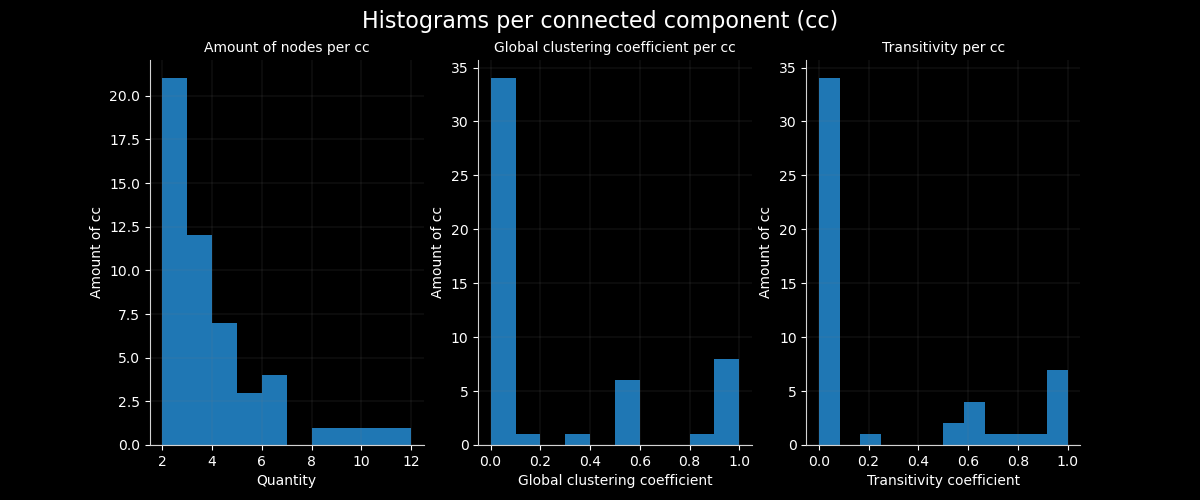 Histograms per connected component (cc)
Amount of nodes per cc
Global clustering coefficient per cc
Transitivity per cc
Amount of cc
20.0
17.5
15.0
12.5
10.0
7.5
5.0
2.5
0.0
2 4 6 8 10 12
Quantity
Amount of cc
35
30
25
20
15
10
5
0
0.0 0.2 0.4 0.6 0.8 1.0
Global clustering coefficient
Amount of cc
35
30
25
20
15
10
5
0
0.0 0.2 0.4 0.6 0.8 1.0
Transitivity coefficient